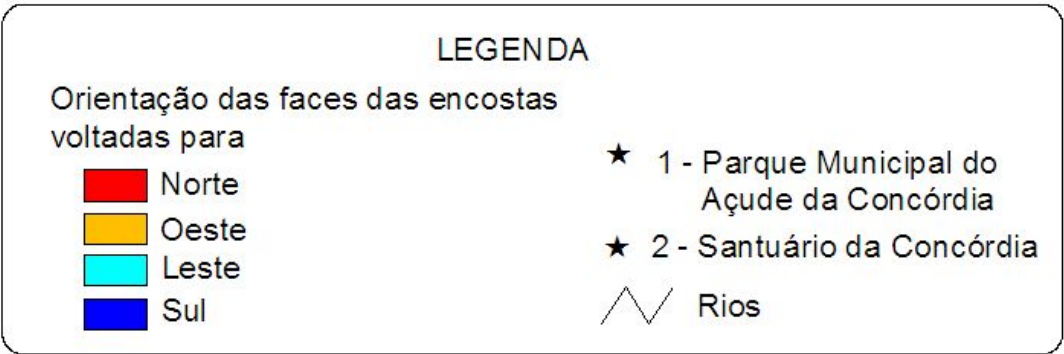 LEGENDA
Orientação das faces das encostas
voltadas para
Norte
Oeste
Leste
Sul
1 - Parque Municipal do
Açude da Concórdia
2 - Santuário da Concórdia
Rios